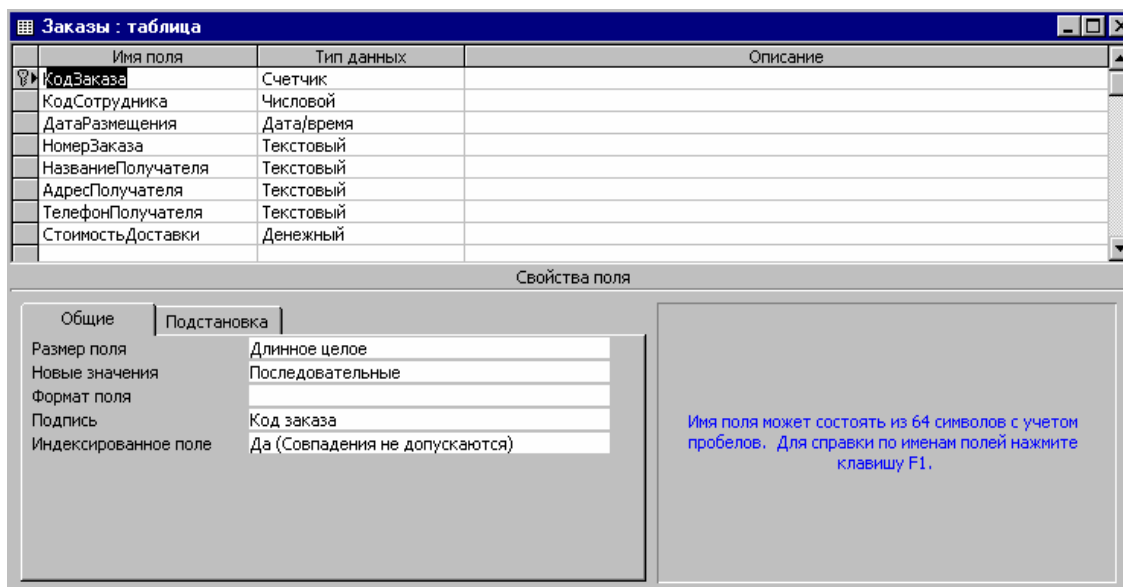 Заказы : таблица
Имя поля Тип данных Описание
КодЗаказа Счетчик
КодСотрудника Числовой
ДатаРазмещения Дата/время
НомерЗаказа Текстовый
НазваниеПолучателя Текстовый
АдресПолучателя Текстовый
ТелефонПолучателя Текстовый
СтоимостьДоставки Денежный
Свойства поля
Общие Подстановка
Размер поля Длинное целое
Новые значения Последовательные
Формат поля
Подпись Код заказа
Индексированное поле Да (Совпадения не допускаются)
Имя поля может состоять из 64 символов с учетом
пробелов. Для справки по именам полей нажмите
клавишу F1.